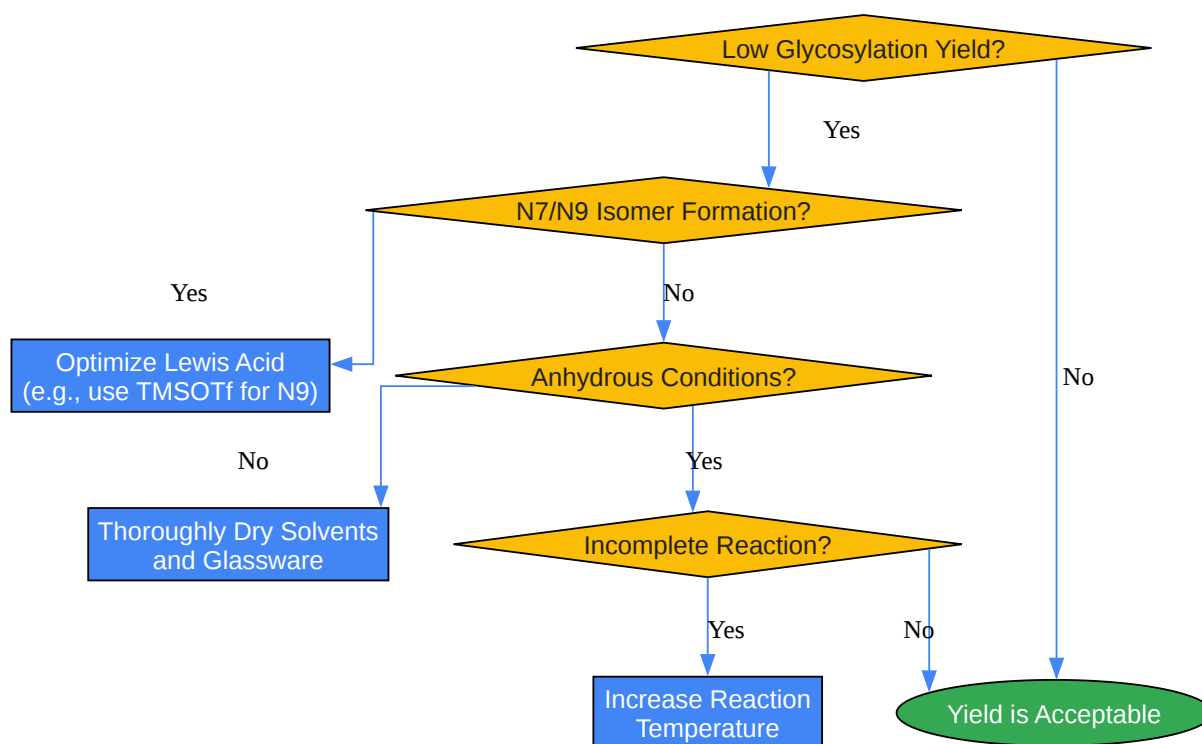 Low Glycosylation Yield?
Yes
N7/N9 Isomer Formation?
Yes
No
Optimize Lewis Acid
(e.g., use TMSOTf for N9)
Anhydrous Conditions?
No
No
Yes
Thoroughly Dry Solvents
and Glassware
Incomplete Reaction?
Yes
No
Increase Reaction
Temperature
Yield is Acceptable